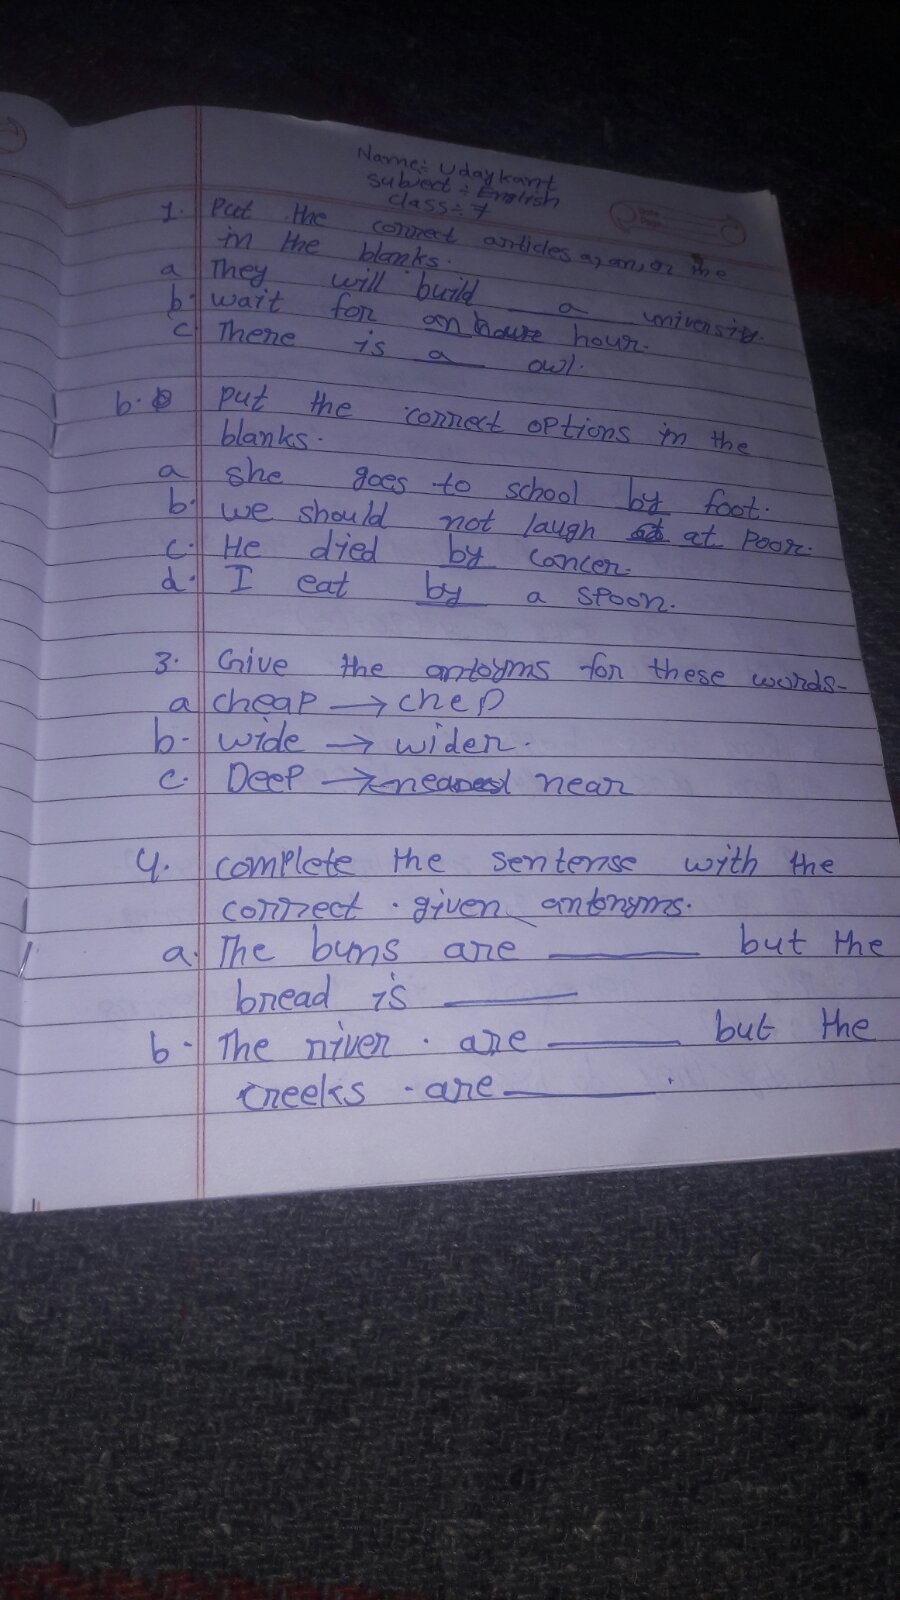 Name:- Udaykant
Subject:- English
Class:- 7
1. Put the correct articles a, an, or the
in the blanks.
a They will build a university.
b. wait for an hour.
c. There is a owl.
b. Put the correct options in the
blanks.
a she goes to school by foot.
b. we should not laugh at poor.
c. He died by cancer.
d. I eat by a spoon.
3. Give the antoyms for these words-
a cheap → chep
b. wide → wider.
c. Deep → near
4. complete the sentense with the
correct. given antonyms.
a. The buns are ______ but the
bread is ______
b. The river. are ______ but the
creeks. are ______.